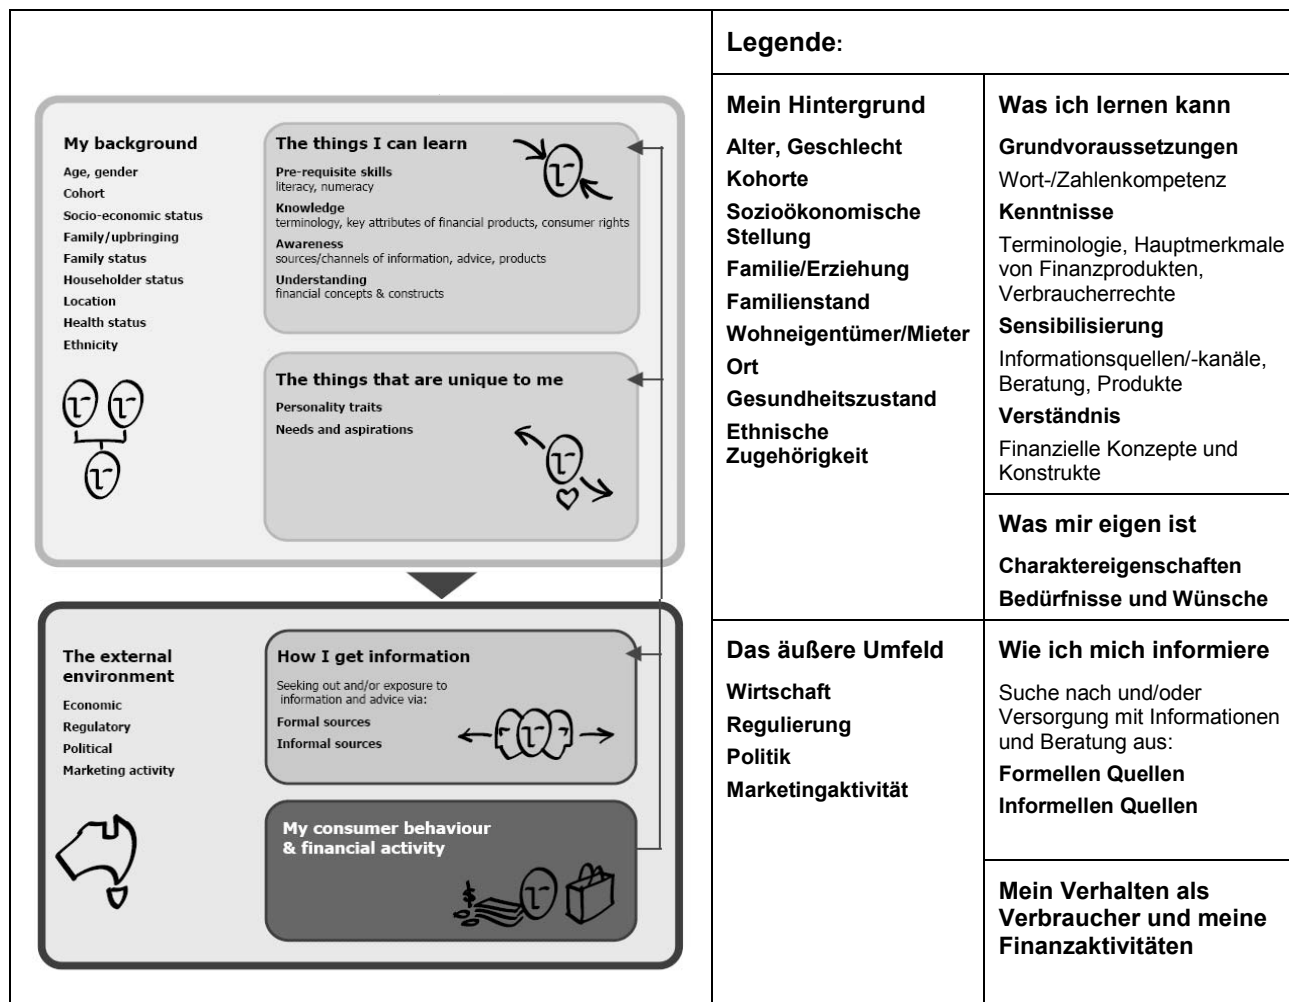 My background
Age, gender
Cohort
Socio-economic status
Family/upbringing
Family status
Householder status
Location
Health status
Ethnicity
The things I can learn
Pre-requisite skills
literacy, numeracy
Knowledge
terminology, key attributes of financial products, consumer rights
Awareness
sources/channels of information, advice, products
Understanding
financial concepts & constructs
The things that are unique to me
Personality traits
Needs and aspirations
The external
environment
Economic
Regulatory
Political
Marketing activity
How I get information
Seeking out and/or exposure to
information and advice via:
Formal sources
Informal sources
My consumer behaviour
& financial activity
$
Legende:
Mein Hintergrund
Alter, Geschlecht
Kohorte
Sozioökonomische
Stellung
Familie/Erziehung
Familienstand
Wohneigentümer/Mieter
Ort
Gesundheitszustand
Ethnische
Zugehörigkeit
Was ich lernen kann
Grundvoraussetzungen
Wort-/Zahlenkompetenz
Kenntnisse
Terminologie, Hauptmerkmale
von Finanzprodukten,
Verbraucherrechte
Sensibilisierung
Informationsquellen/-kanäle,
Beratung, Produkte
Verständnis
Finanzielle Konzepte und
Konstrukte
Was mir eigen ist
Charaktereigenschaften
Bedürfnisse und Wünsche
Das äußere Umfeld
Wirtschaft
Regulierung
Politik
Marketingaktivität
Wie ich mich informiere
Suche nach und/oder
Versorgung mit Informationen
und Beratung aus:
Formellen Quellen
Informellen Quellen
Mein Verhalten als
Verbraucher und meine
Finanzaktivitäten